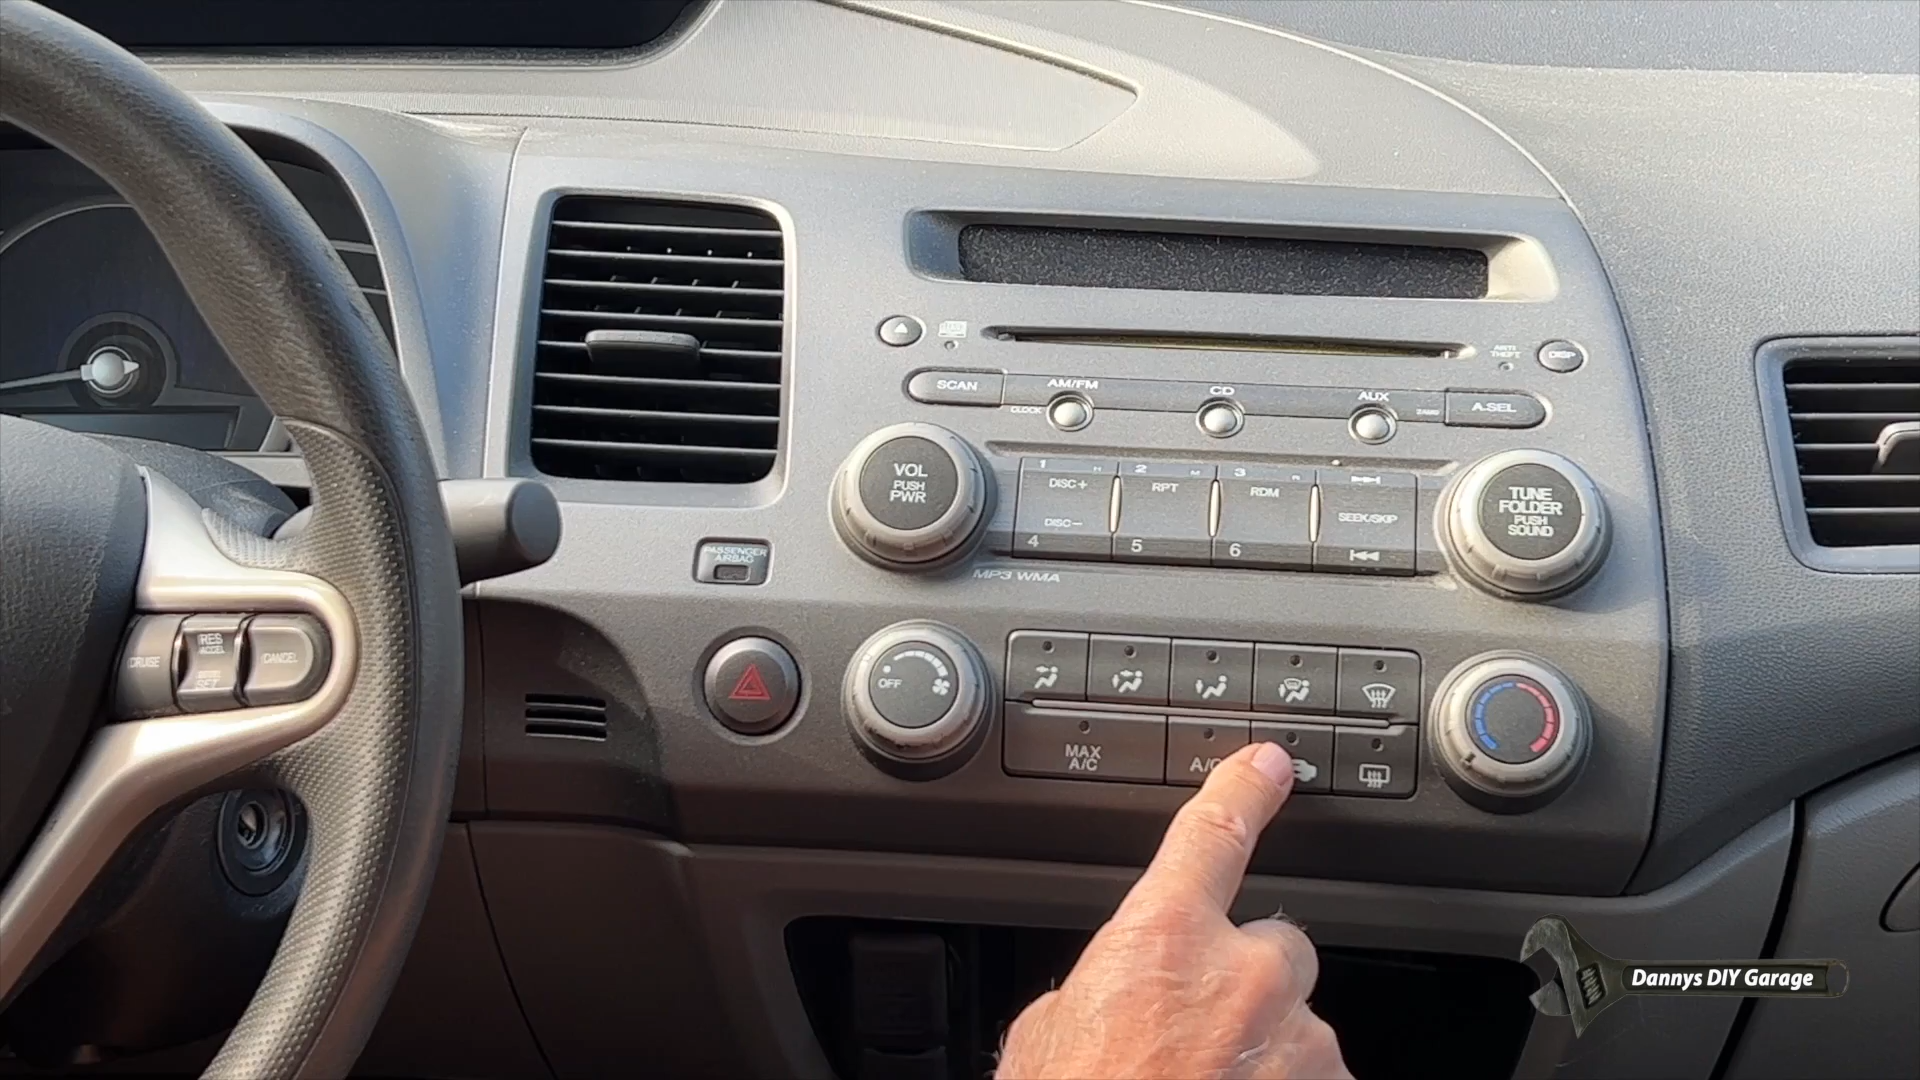 ANTI
THEFT
DISP
SCAN
AM/FM
CD
AUX
A.SEL
CLOCK
VOL
PUSH
PWR
1
2
3
DISC+
RPT
RDM
SEEK/SKIP
DISC-
4
5
6
TUNE
FOLDER
PUSH
SOUND
MP3 WMA
PASSENGER
AIRBAG
CRUISE
RES
ACCEL
SET
CANCEL
OFF
MAX
A/C
A/C
Dannys DIY Garage